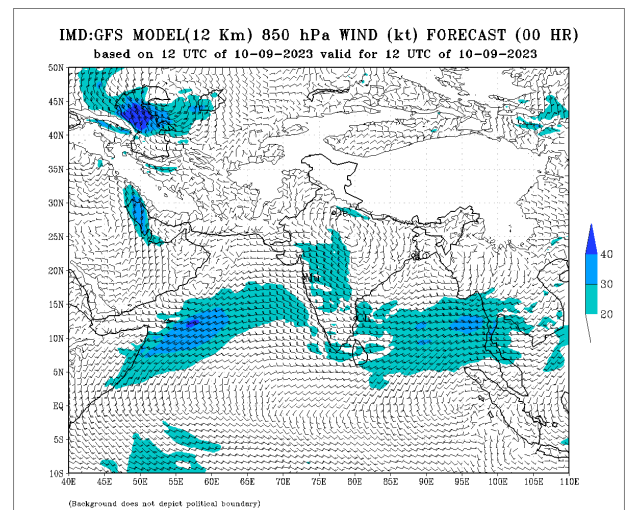 IMD:GFS MODEL(12 Km) 850 hPa WIND (kt) FORECAST (00 HR)
based on 12 UTC of 10-09-2023 valid for 12 UTC of 10-09-2023
50N
45N
40N
35N
30N
25N
20N
15N
10N
5N
EQ
5S
10S
40E 45E 50E 55E 60E 65E 70E 75E 80E 85E 90E 95E 100E 105E 110E
40
30
20
(Background does not depict political boundary)